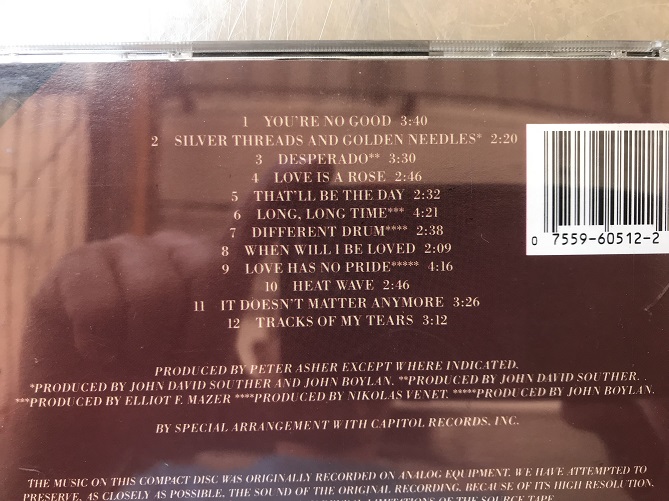 1 YOU'RE NO GOOD 3:40
2 SILVER THREADS AND GOLDEN NEEDLES* 2:20
3 DESPERADO** 3:30
4 LOVE IS A ROSE 2:46
5 THAT'LL BE THE DAY 2:32
6 LONG, LONG TIME*** 4:21
7 DIFFERENT DRUM**** 2:38
8 WHEN WILL I BE LOVED 2:09
9 LOVE HAS NO PRIDE***** 4:16
10 HEAT WAVE 2:46
11 IT DOESN'T MATTER ANYMORE 3:26
12 TRACKS OF MY TEARS 3:12
0 7559-60512-2
PRODUCED BY PETER ASHER EXCEPT WHERE INDICATED.
*PRODUCED BY JOHN DAVID SOUTHER AND JOHN BOYLAN. **PRODUCED BY JOHN DAVID SOUTHER.
***PRODUCED BY ELLIOT F. MAZER ****PRODUCED BY NIKOLAS VENET. *****PRODUCED BY JOHN BOYLAN.
BY SPECIAL ARRANGEMENT WITH CAPITOL RECORDS, INC.
THE MUSIC ON THIS COMPACT DISC WAS ORIGINALLY RECORDED ON ANALOG EQUIPMENT. WE HAVE ATTEMPTED TO
PRESERVE, AS CLOSELY AS POSSIBLE, THE SOUND OF THE ORIGINAL RECORDING. BECAUSE OF ITS HIGH RESOLUTION,
LIMITATIONS OF THE SOURCE TAPE.